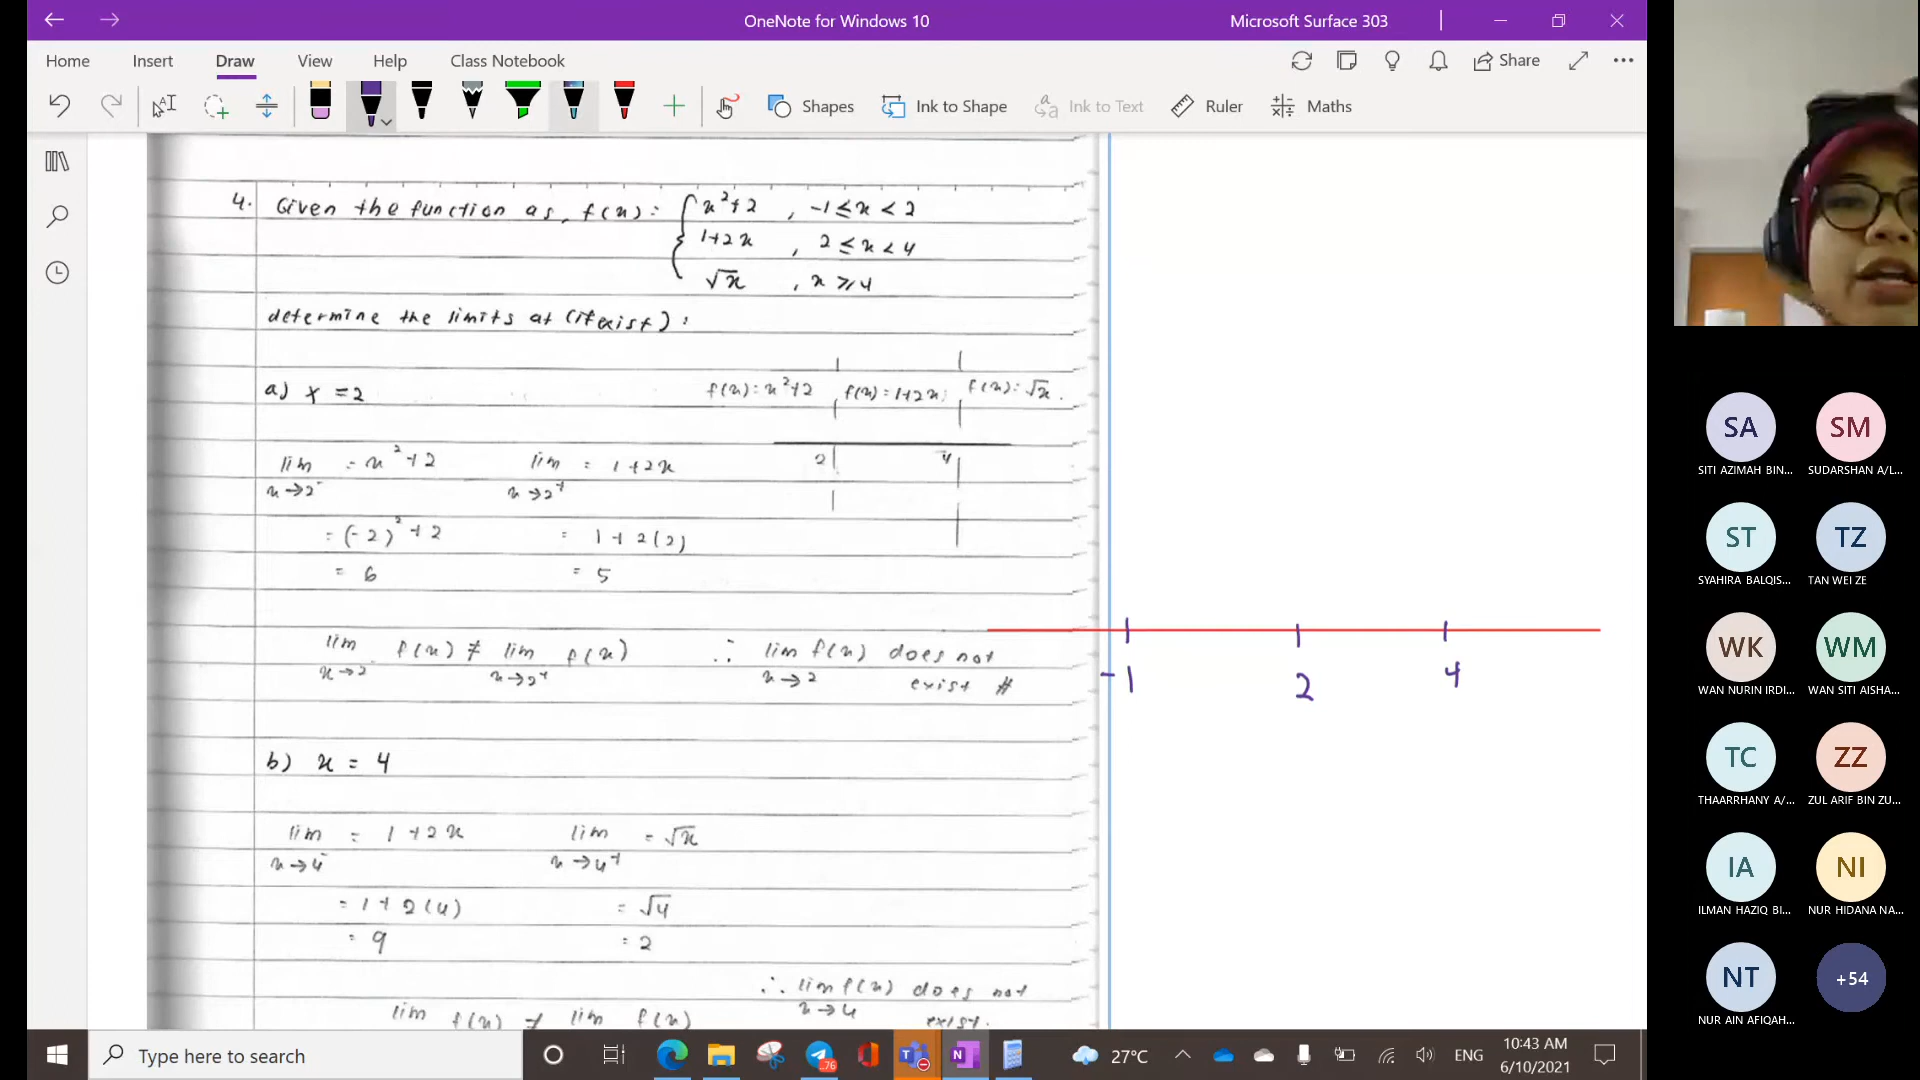 OneNote for Windows 10
Microsoft Surface 303
Home Insert Draw View Help Class Notebook Share
Shapes Ink to Shape Ink to Text Ruler Maths
4. Given the function as, f(x) = { x²+2 , -1 ≤ x < 2
1+2x , 2 ≤ x < 4
√x , x ≥ 4
determine the limits at (if exist) :
a) x = 2
f(x) = x²+2 f(x) = 1+2x f(x) = √x
2 4
lim = x²+2 lim = 1+2x
x→2⁻ x→2⁺
= (-2)²+2 = 1+2(2)
= 6 = 5
lim f(x) ≠ lim f(x) ∴ lim f(x) does not
x→2⁻ x→2⁺ x→2 exist #
-1 2 4
b) x = 4
lim = 1+2x lim = √x
x→4⁻ x→4⁺
= 1+2(4) = √4
= 9 = 2
∴ lim f(x) does not
x→4 exist.
lim f(x) ≠ lim f(x)
SA SM
SITI AZIMAH BIN... SUDARSHAN A/L...
ST TZ
SYAHIRA BALQIS... TAN WEI ZE
WK WM
WAN NURIN IRDI... WAN SITI AISHA...
TC ZZ
THAARRHANY A/... ZUL ARIF BIN ZU...
IA NI
ILMAN HAZIQ BI... NUR HIDANA NA...
NT +54
NUR AIN AFIQAH...
Type here to search
76
27°C
ENG
10:43 AM
6/10/2021